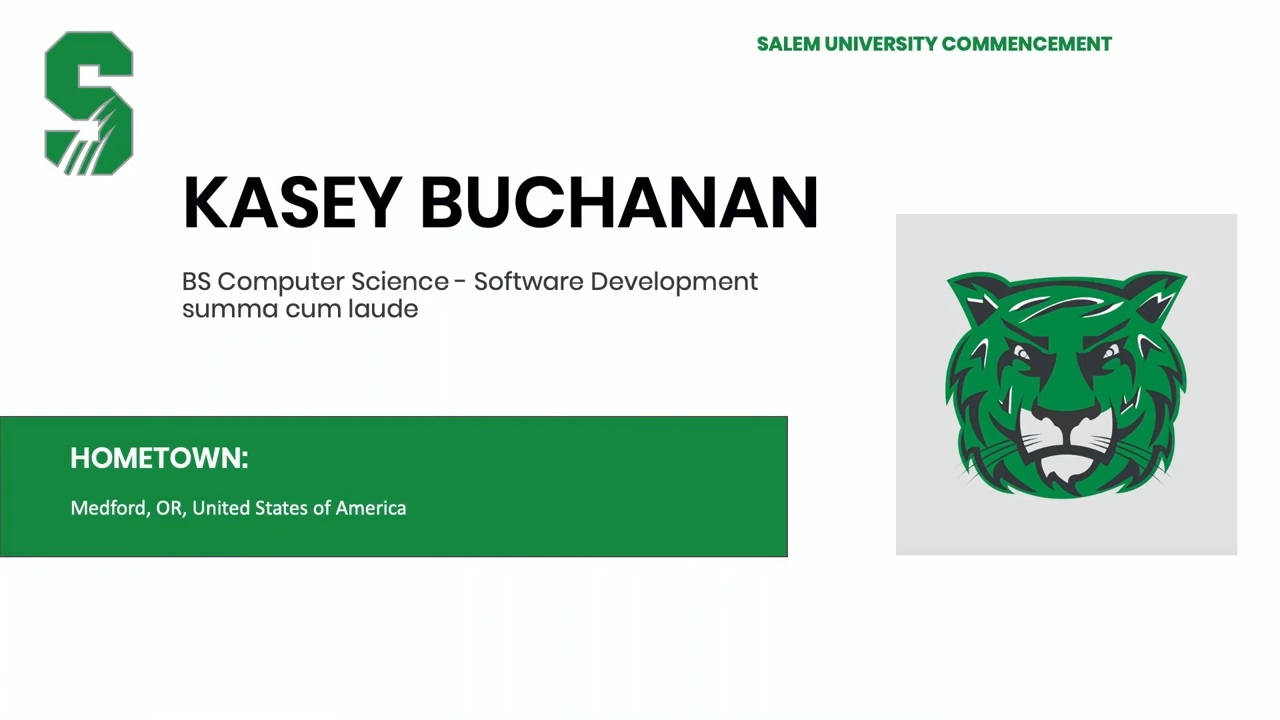 S
SALEM UNIVERSITY COMMENCEMENT
KASEY BUCHANAN
BS Computer Science - Software Development
summa cum laude
HOMETOWN:
Medford, OR, United States of America